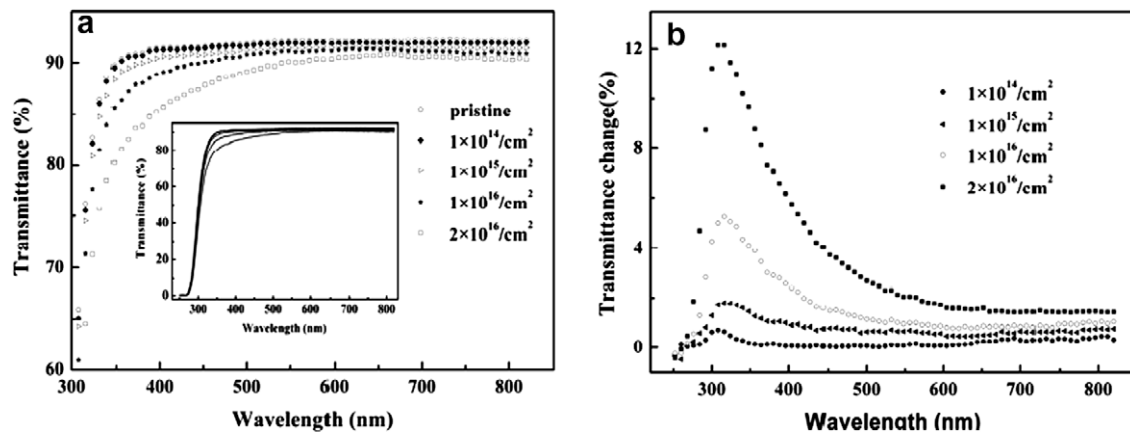 a
Transmittance (%)
90
80
70
60
300
400
500
600
700
800
Wavelength (nm)
pristine
1×10¹⁴/cm²
1×10¹⁵/cm²
1×10¹⁶/cm²
2×10¹⁶/cm²
Transmittance (%)
80
60
40
20
0
300
400
500
600
700
800
Wavelength (nm)
b
Transmittance change(%)
12
8
4
0
300
400
500
600
700
800
Wavelength (nm)
1×10¹⁴/cm²
1×10¹⁵/cm²
1×10¹⁶/cm²
2×10¹⁶/cm²